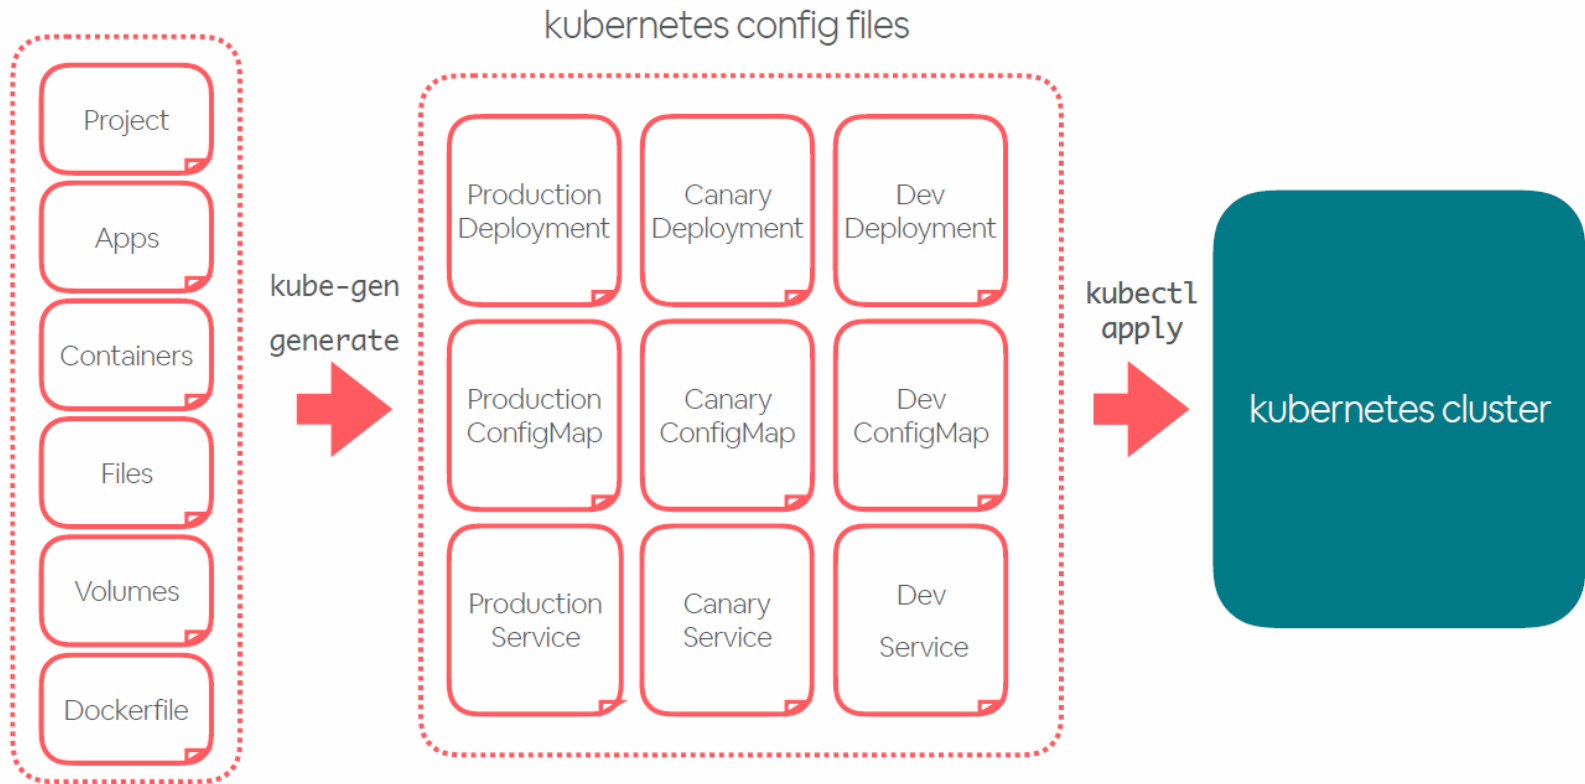 kubernetes config files
Project
Apps
Containers
Files
Volumes
Dockerfile
kube-gen
generate
Production
Deployment
Canary
Deployment
Dev
Deployment
Production
ConfigMap
Canary
ConfigMap
Dev
ConfigMap
Production
Service
Canary
Service
Dev
Service
kubectl
apply
kubernetes cluster